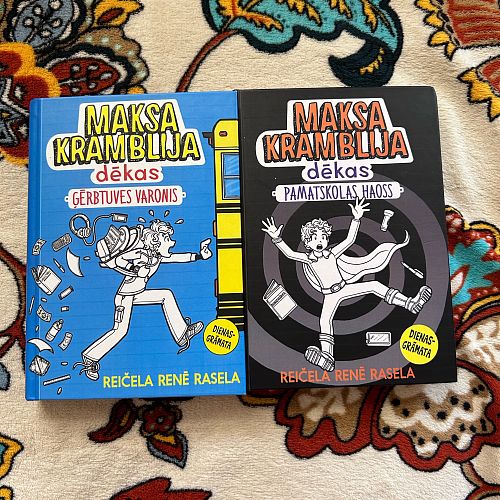 MAKSA
KRAMBLIJA
dēkas
ĢĒRBTUVES VARONIS
DIENAS-
GRĀMATA
REIČELA RENĒ RASELA
MAKSA
KRAMBLIJA
dēkas
PAMATSKOLAS HAOSS
DIENAS-
GRĀMATA
REIČELA RENĒ RASELA